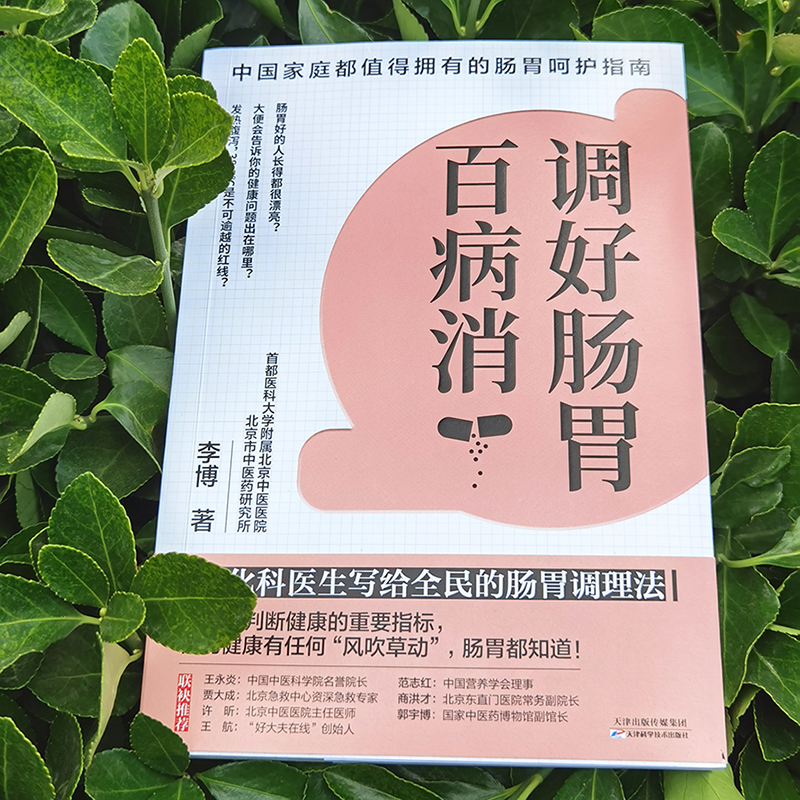 中国家庭都值得拥有的肠胃呵护指南
调好肠胃
百病消
肠胃好的人长得都很漂亮？
大便会告诉你的健康问题出在哪里？
发热腹泻，
是不可逾越的红线？
首都医科大学附属北京中医医院
北京市中医药研究所
李博 著
化科医生写给全民的肠胃调理法
判断健康的重要指标，
健康有任何“风吹草动”，肠胃都知道！
联袂推荐
王永炎：中国中医科学院名誉院长
贾大成：北京急救中心资深急救专家
许 昕：北京中医医院主任医师
王 航：“好大夫在线”创始人
范志红：中国营养学会理事
商洪才：北京东直门医院常务副院长
郭宇博：国家中医药博物馆副馆长
天津出版传媒集团
天津科学技术出版社